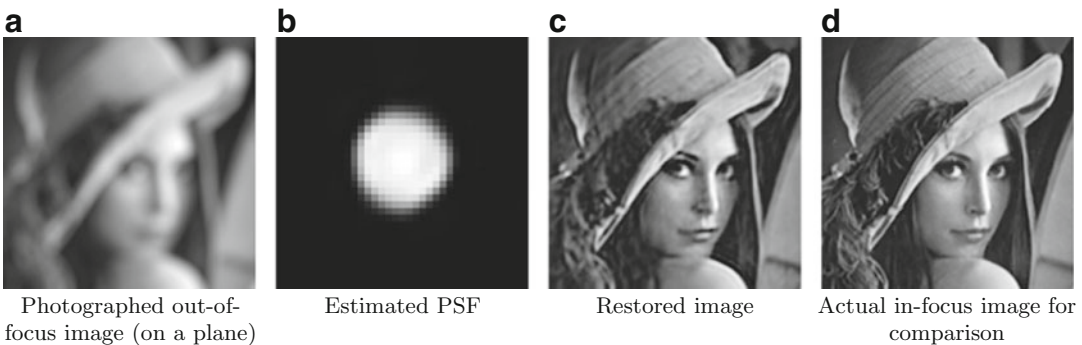 a
b
c
d
Photographed out-of-
focus image (on a plane)
Estimated PSF
Restored image
Actual in-focus image for
comparison